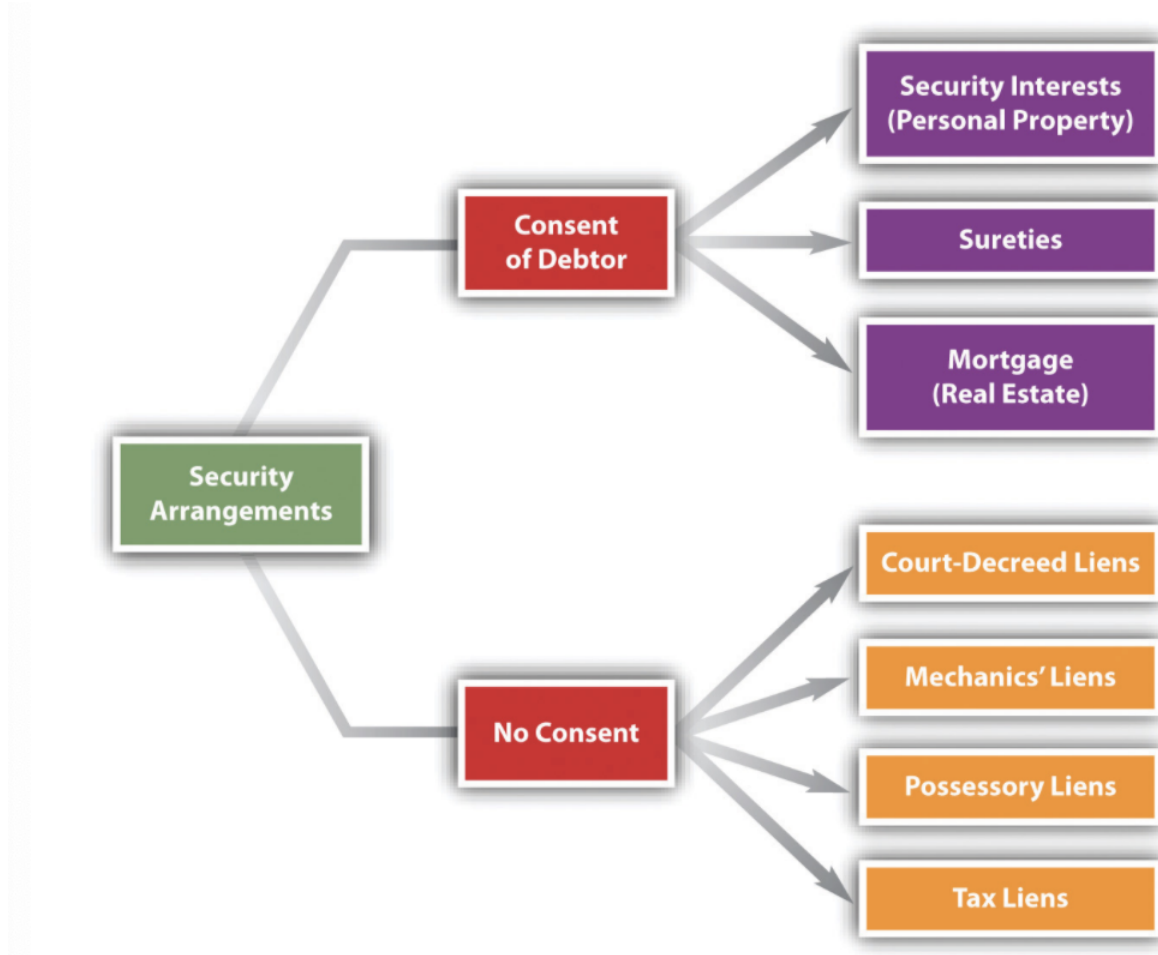 Security Interests
(Personal Property)
Consent
of Debtor
Sureties
Mortgage
(Real Estate)
Security
Arrangements
Court-Decreed Liens
Mechanics’ Liens
No Consent
Possessory Liens
Tax Liens